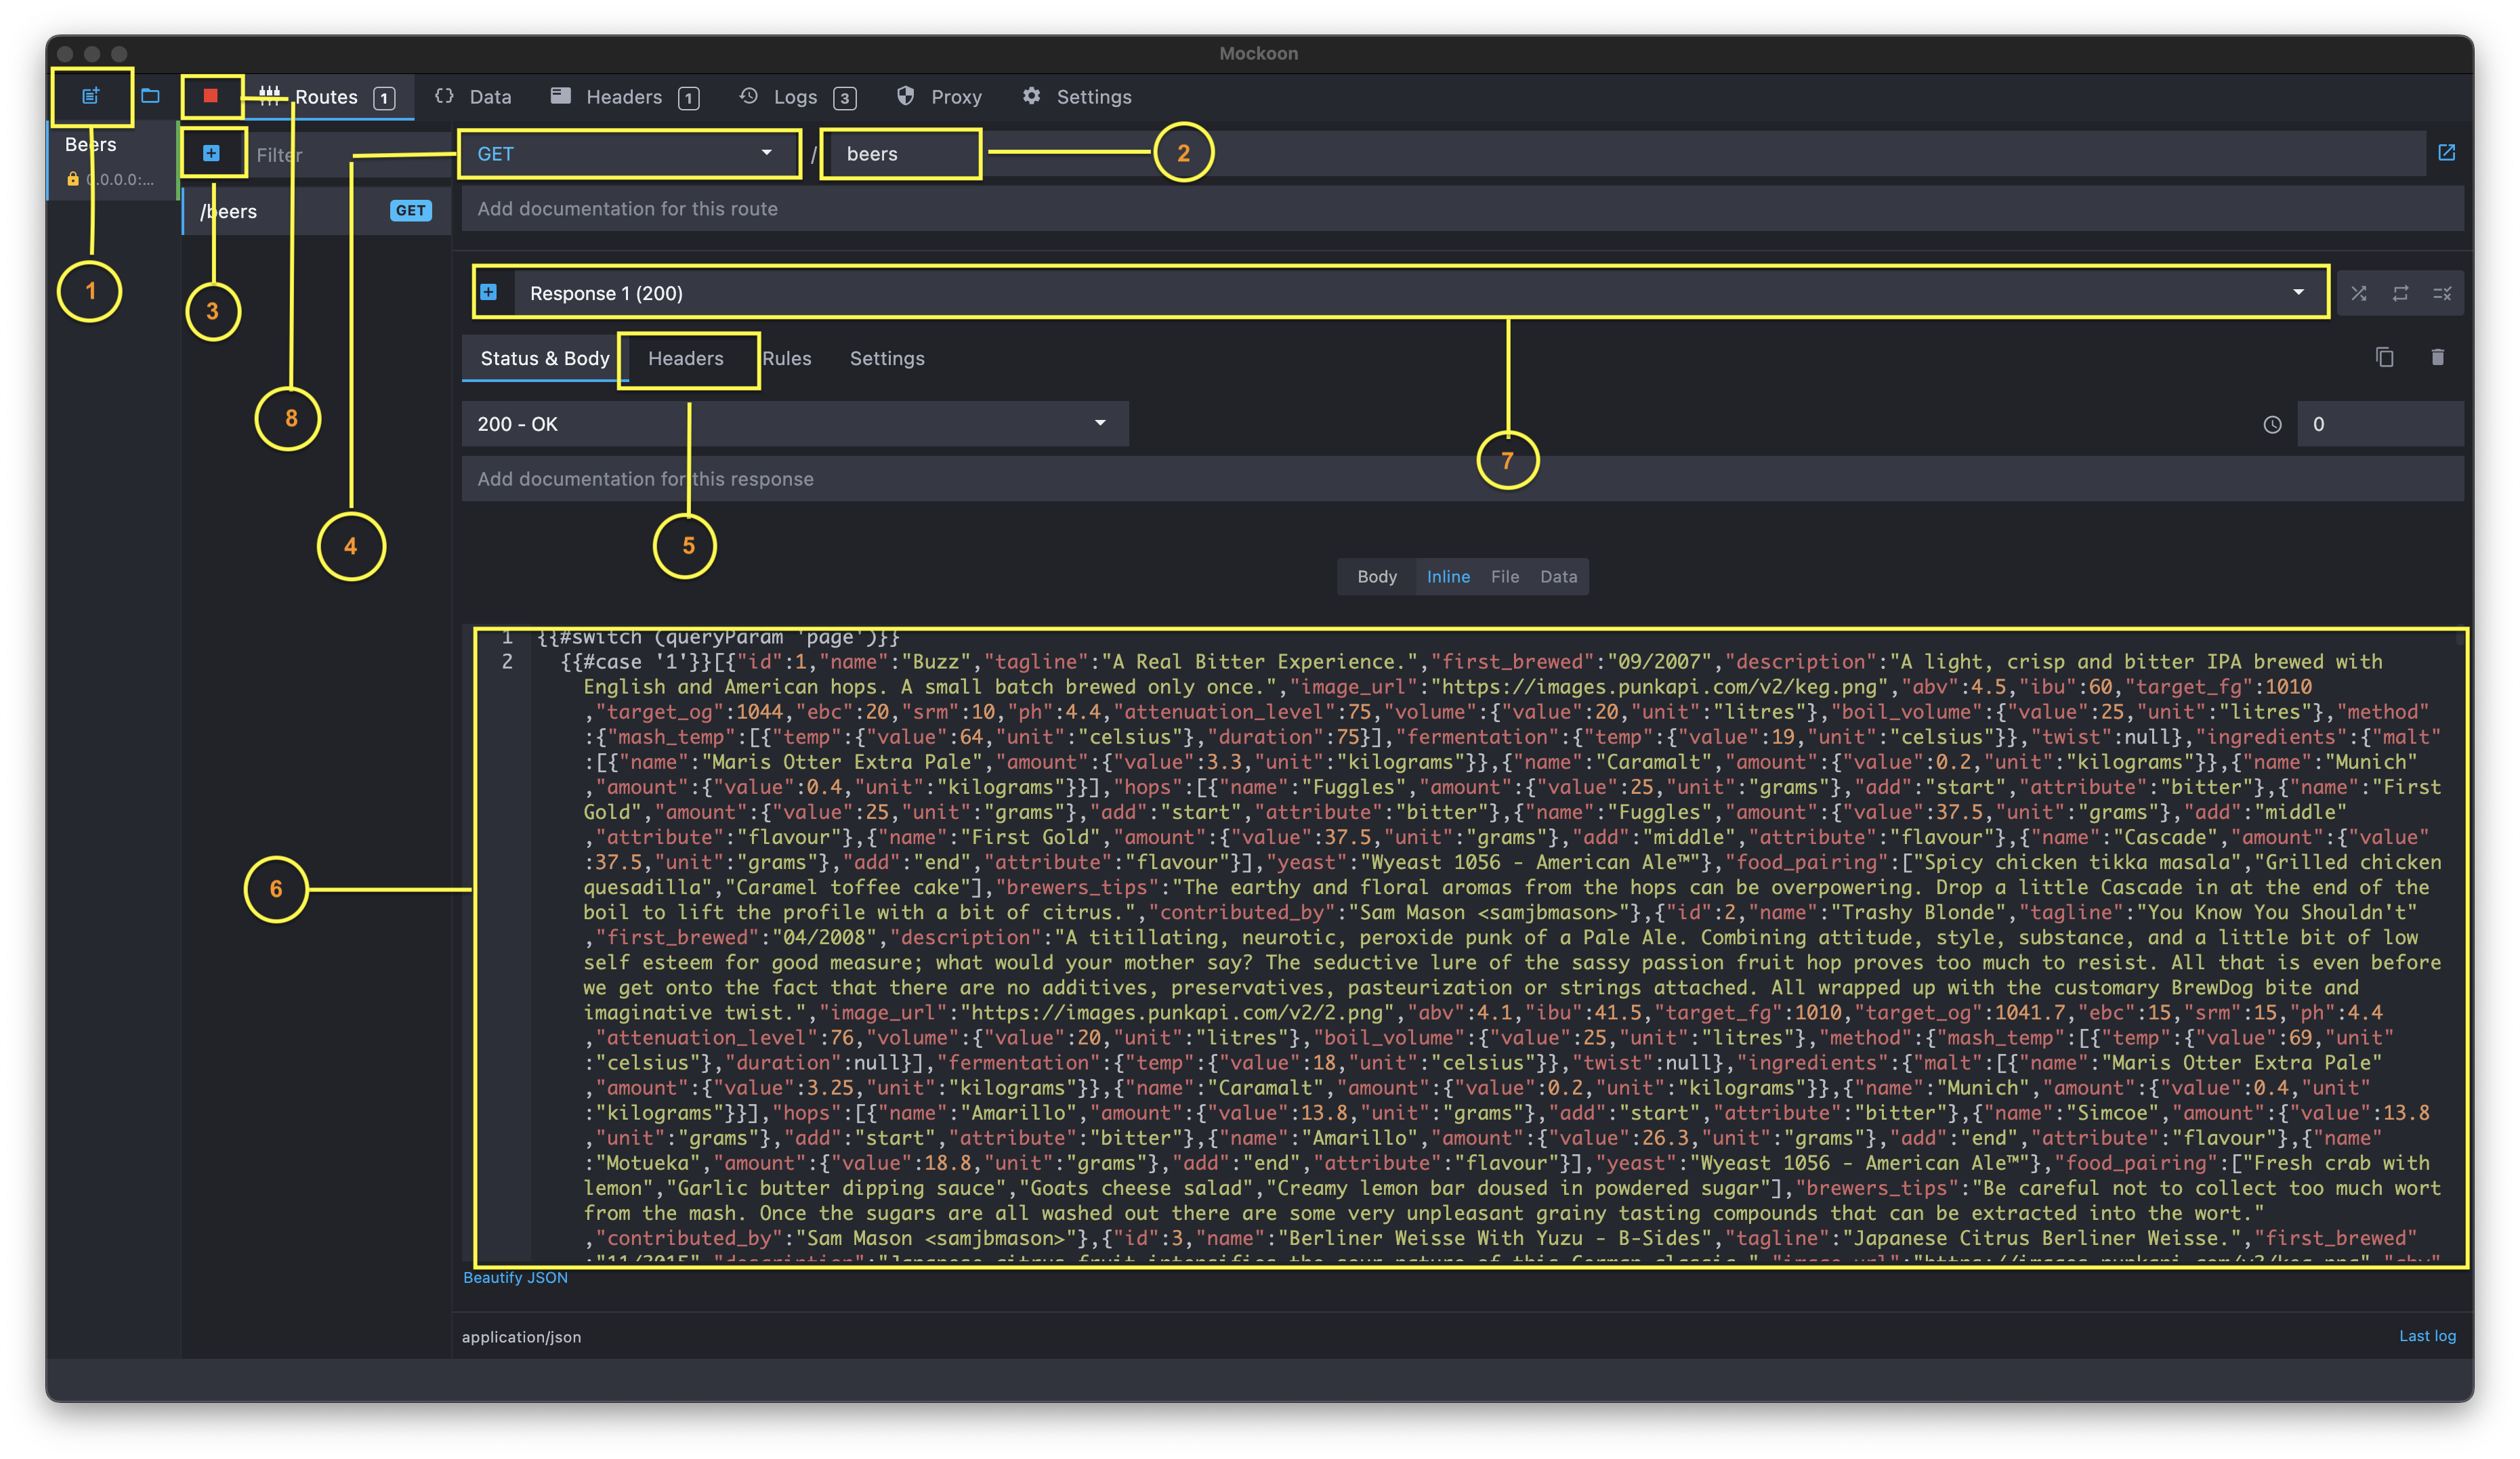 Mockoon
Routes 1 Data Headers 1 Logs 3 Proxy Settings
Beers
0.0.0.0:...
Filter
/beers GET
GET / beers 2
Add documentation for this route
1
3
8
4
Response 1 (200)
Status & Body Headers Rules Settings
200 - OK 0
7
Add documentation for this response
5
Body Inline File Data
6
1 {{#switch (queryParam 'page')}}
2 {{#case '1'}}[{"id":1,"name":"Buzz","tagline":"A Real Bitter Experience.","first_brewed":"09/2007","description":"A light, crisp and bitter IPA brewed with
English and American hops. A small batch brewed only once.","image_url":"https://images.punkapi.com/v2/keg.png","abv":4.5,"ibu":60,"target_fg":1010
,"target_og":1044,"ebc":20,"srm":10,"ph":4.4,"attenuation_level":75,"volume":{"value":20,"unit":"litres"},"boil_volume":{"value":25,"unit":"litres"},"method"
:{"mash_temp":[{"temp":{"value":64,"unit":"celsius"},"duration":75}],"fermentation":{"temp":{"value":19,"unit":"celsius"}},"twist":null},"ingredients":{"malt"
:[{"name":"Maris Otter Extra Pale","amount":{"value":3.3,"unit":"kilograms"}},{"name":"Caramalt","amount":{"value":0.2,"unit":"kilograms"}},{"name":"Munich"
,"amount":{"value":0.4,"unit":"kilograms"}}],"hops":[{"name":"Fuggles","amount":{"value":25,"unit":"grams"},"add":"start","attribute":"bitter"},{"name":"First
Gold","amount":{"value":25,"unit":"grams"},"add":"start","attribute":"bitter"},{"name":"Fuggles","amount":{"value":37.5,"unit":"grams"},"add":"middle"
,"attribute":"flavour"},{"name":"First Gold","amount":{"value":37.5,"unit":"grams"},"add":"middle","attribute":"flavour"},{"name":"Cascade","amount":{"value"
:37.5,"unit":"grams"},"add":"end","attribute":"flavour"}],"yeast":"Wyeast 1056 - American Ale™"},"food_pairing":["Spicy chicken tikka masala","Grilled chicken
quesadilla","Caramel toffee cake"],"brewers_tips":"The earthy and floral aromas from the hops can be overpowering. Drop a little Cascade in at the end of the
boil to lift the profile with a bit of citrus.","contributed_by":"Sam Mason <samjbmason>"},{"id":2,"name":"Trashy Blonde","tagline":"You Know You Shouldn't"
,"first_brewed":"04/2008","description":"A titillating, neurotic, peroxide punk of a Pale Ale. Combining attitude, style, substance, and a little bit of low
self esteem for good measure; what would your mother say? The seductive lure of the sassy passion fruit hop proves too much to resist. All that is even before
we get onto the fact that there are no additives, preservatives, pasteurization or strings attached. All wrapped up with the customary BrewDog bite and
imaginative twist.","image_url":"https://images.punkapi.com/v2/2.png","abv":4.1,"ibu":41.5,"target_fg":1010,"target_og":1041.7,"ebc":15,"srm":15,"ph":4.4
,"attenuation_level":76,"volume":{"value":20,"unit":"litres"},"boil_volume":{"value":25,"unit":"litres"},"method":{"mash_temp":[{"temp":{"value":69,"unit"
:"celsius"},"duration":null}],"fermentation":{"temp":{"value":18,"unit":"celsius"}},"twist":null},"ingredients":{"malt":[{"name":"Maris Otter Extra Pale"
,"amount":{"value":3.25,"unit":"kilograms"}},{"name":"Caramalt","amount":{"value":0.2,"unit":"kilograms"}},{"name":"Munich","amount":{"value":0.4,"unit"
:"kilograms"}}],"hops":[{"name":"Amarillo","amount":{"value":13.8,"unit":"grams"},"add":"start","attribute":"bitter"},{"name":"Simcoe","amount":{"value":13.8
,"unit":"grams"},"add":"start","attribute":"bitter"},{"name":"Amarillo","amount":{"value":26.3,"unit":"grams"},"add":"end","attribute":"flavour"},{"name"
:"Motueka","amount":{"value":18.8,"unit":"grams"},"add":"end","attribute":"flavour"}],"yeast":"Wyeast 1056 - American Ale™"},"food_pairing":["Fresh crab with
lemon","Garlic butter dipping sauce","Goats cheese salad","Creamy lemon bar doused in powdered sugar"],"brewers_tips":"Be careful not to collect too much wort
from the mash. Once the sugars are all washed out there are some very unpleasant grainy tasting compounds that can be extracted into the wort."
,"contributed_by":"Sam Mason <samjbmason>"},{"id":3,"name":"Berliner Weisse With Yuzu - B-Sides","tagline":"Japanese Citrus Berliner Weisse.","first_brewed"
:"11/2015","description":"Japanese citrus fruit intensifies the sour nature of this German classic.","image_url":"https://images.punkapi.com/v2/keg.png","abv"
Beautify JSON
application/json Last log